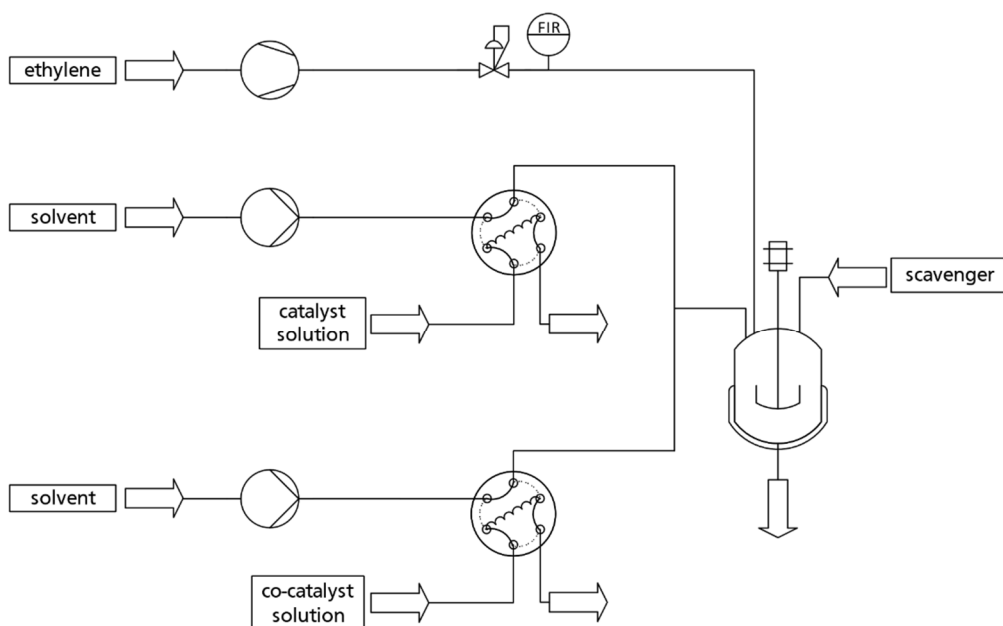 FIR
ethylene
solvent
scavenger
catalyst
solution
solvent
co-catalyst
solution